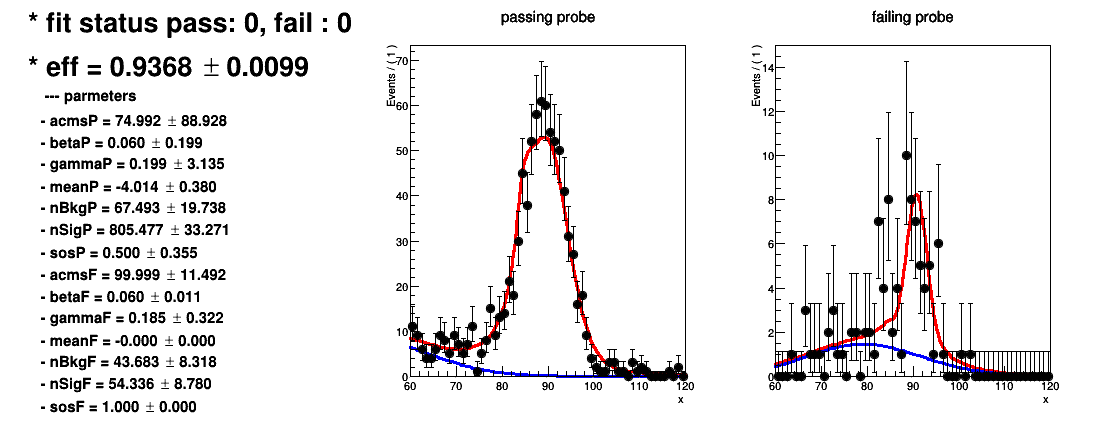 * fit status pass: 0, fail : 0
* eff = 0.9368 ± 0.0099
--- parmeters
- acmsP = 74.992 ± 88.928
- betaP = 0.060 ± 0.199
- gammaP = 0.199 ± 3.135
- meanP = -4.014 ± 0.380
- nBkgP = 67.493 ± 19.738
- nSigP = 805.477 ± 33.271
- sosP = 0.500 ± 0.355
- acmsF = 99.999 ± 11.492
- betaF = 0.060 ± 0.011
- gammaF = 0.185 ± 0.322
- meanF = -0.000 ± 0.000
- nBkgF = 43.683 ± 8.318
- nSigF = 54.336 ± 8.780
- sosF = 1.000 ± 0.000
passing probe
Events / ( 1 )
70
60
50
40
30
20
10
0
60 70 80 90 100 110 120
x
failing probe
Events / ( 1 )
14
12
10
8
6
4
2
0
60 70 80 90 100 110 120
x